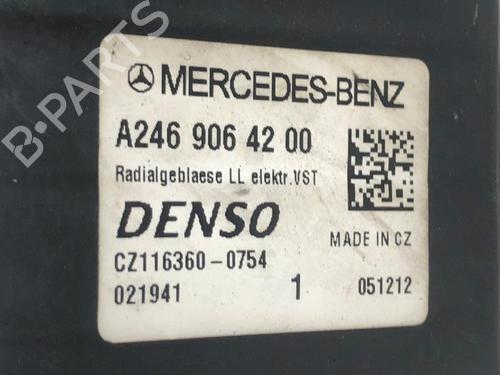 B-PARTS
MERCEDES-BENZ
A246 906 42 00
Radialgeblaese LL elektr.VST
DENSO
MADE IN CZ
CZ116360-0754
021941 1 051212